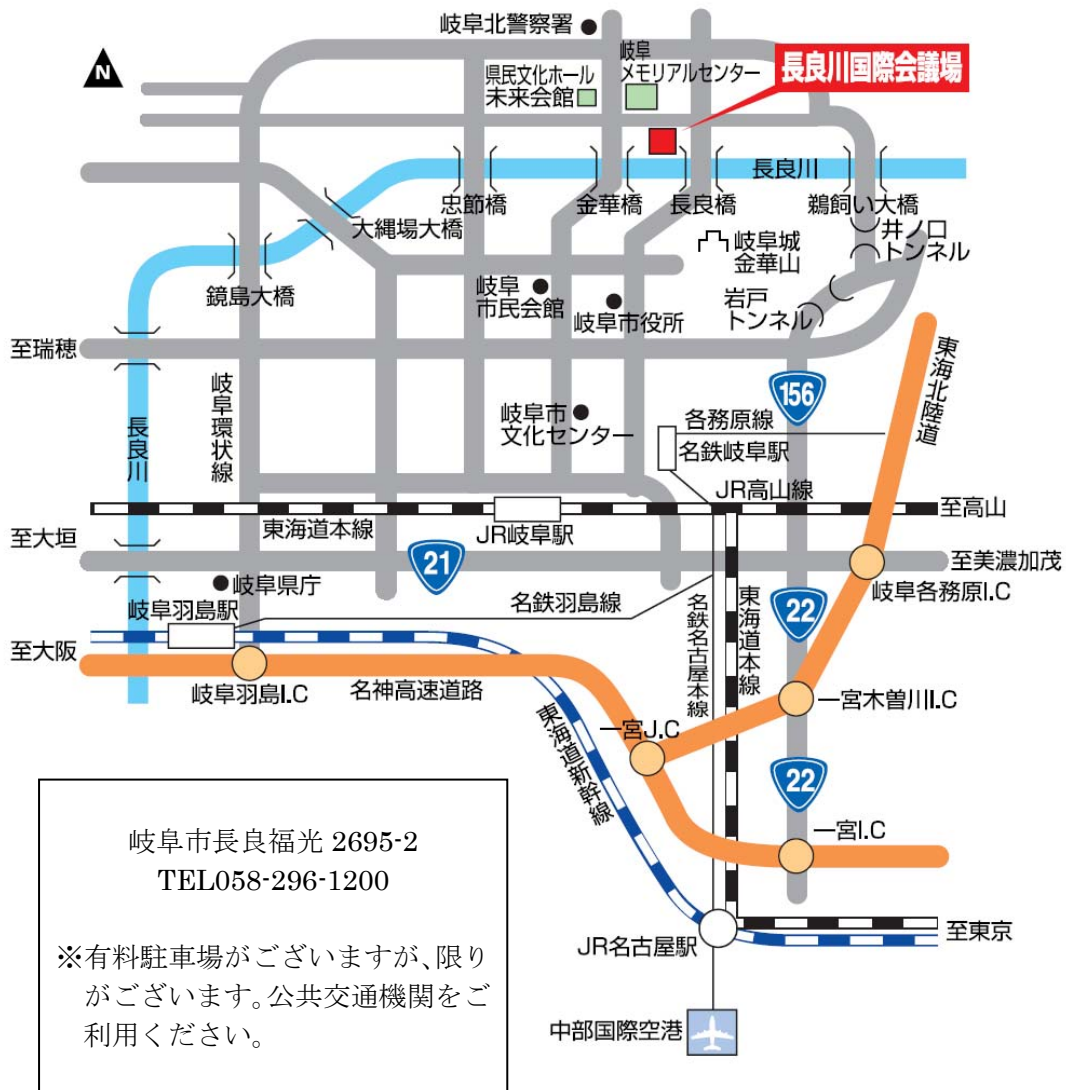 岐阜北警察署
N
岐阜
メモリアルセンター
県民文化ホール
未来会館
長良川国際会議場
長良川
忠節橋
金華橋
長良橋
鵜飼い大橋
大縄場大橋
井ノ口
トンネル
岐阜城
金華山
鏡島大橋
岐阜
市民会館
岐阜市役所
岩戸
トンネル
至瑞穂
岐阜環状線
長良川
156
東海北陸道
岐阜市
文化センター
各務原線
名鉄岐阜駅
JR高山線
至高山
東海道本線
JR岐阜駅
至大垣
21
至美濃加茂
岐阜県庁
岐阜羽島駅
名鉄羽島線
名鉄名古屋本線
東海道本線
22
岐阜各務原I.C
至大阪
岐阜羽島I.C
名神高速道路
東海道新幹線
一宮J.C
一宮木曽川I.C
22
一宮I.C
岐阜市長良福光 2695-2
TEL058-296-1200
※有料駐車場がございますが、限り
がございます。公共交通機関をご
利用ください。
JR名古屋駅
至東京
中部国際空港